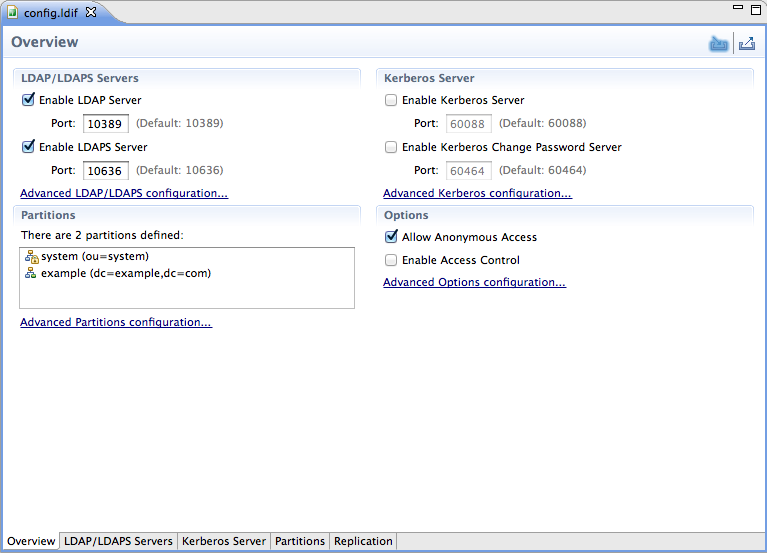 config.ldif
Overview
LDAP/LDAPS Servers
Enable LDAP Server
Port: 10389 (Default: 10389)
Enable LDAPS Server
Port: 10636 (Default: 10636)
Advanced LDAP/LDAPS configuration...
Partitions
There are 2 partitions defined:
system (ou=system)
example (dc=example,dc=com)
Advanced Partitions configuration...
Kerberos Server
Enable Kerberos Server
Port: 60088 (Default: 60088)
Enable Kerberos Change Password Server
Port: 60464 (Default: 60464)
Advanced Kerberos configuration...
Options
Allow Anonymous Access
Enable Access Control
Advanced Options configuration...
Overview LDAP/LDAPS Servers Kerberos Server Partitions Replication